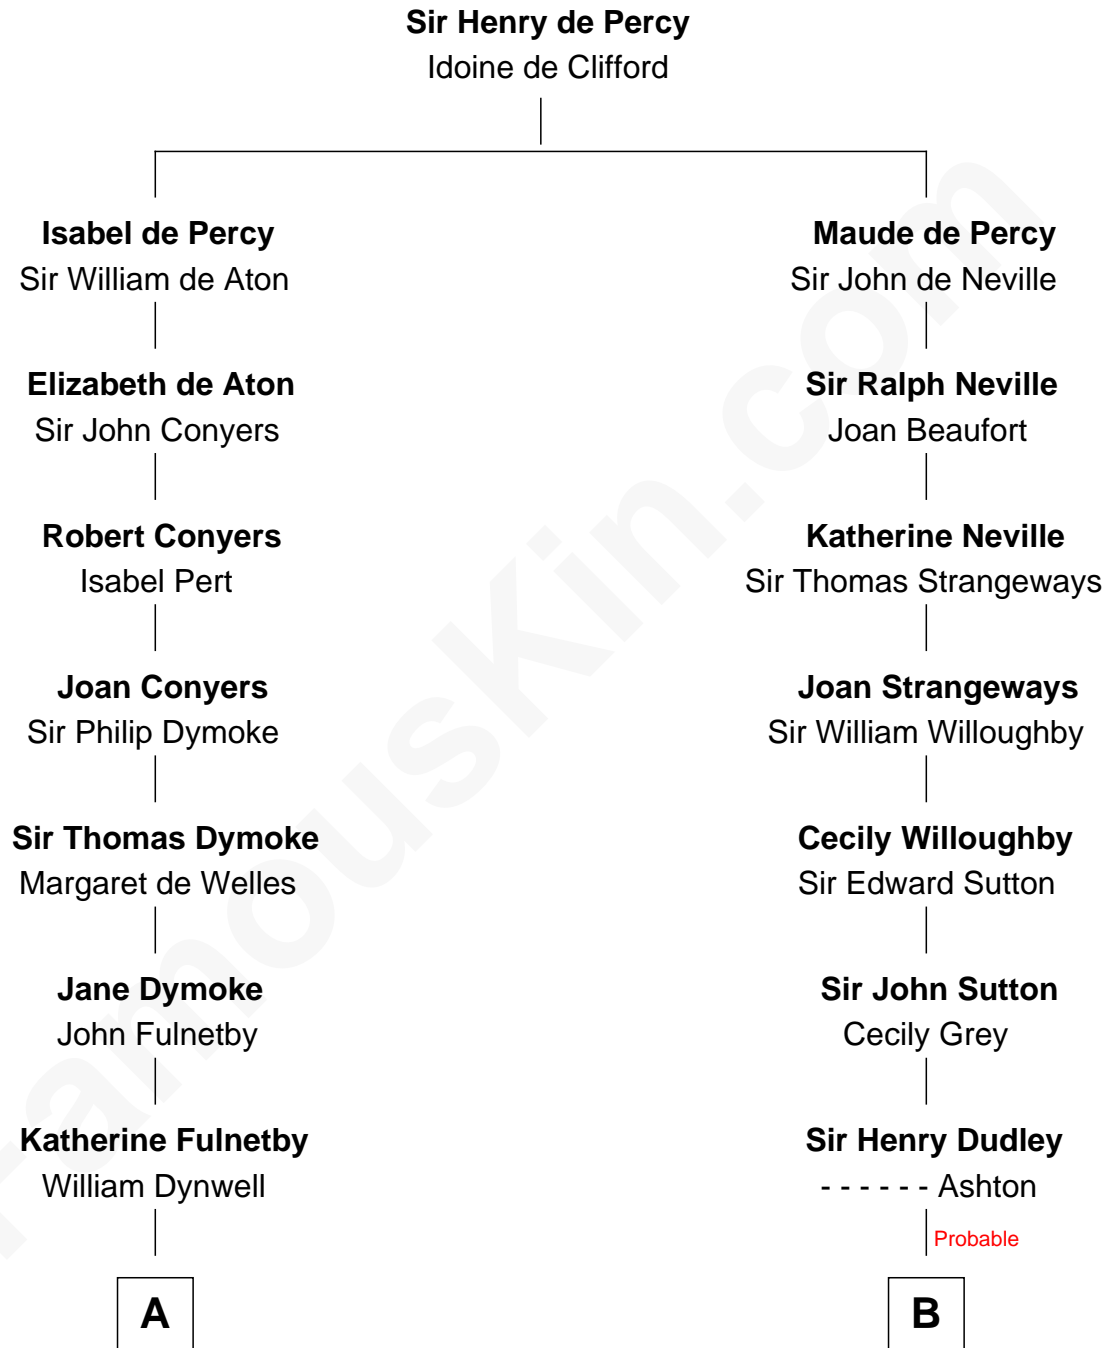 Sir Henry de Percy
Idoine de Clifford
Isabel de Percy
Sir William de Aton
Maude de Percy
Sir John de Neville
Elizabeth de Aton
Sir John Conyers
Sir Ralph Neville
Joan Beaufort
Robert Conyers
Isabel Pert
Katherine Neville
Sir Thomas Strangeways
Joan Conyers
Sir Philip Dymoke
Joan Strangeways
Sir William Willoughby
Sir Thomas Dymoke
Margaret de Welles
Cecily Willoughby
Sir Edward Sutton
Jane Dymoke
John Fulnetby
Sir John Sutton
Cecily Grey
Katherine Fulnetby
William Dynwell
Sir Henry Dudley
- - - - - - Ashton
Probable
A
B
FamousKin.com